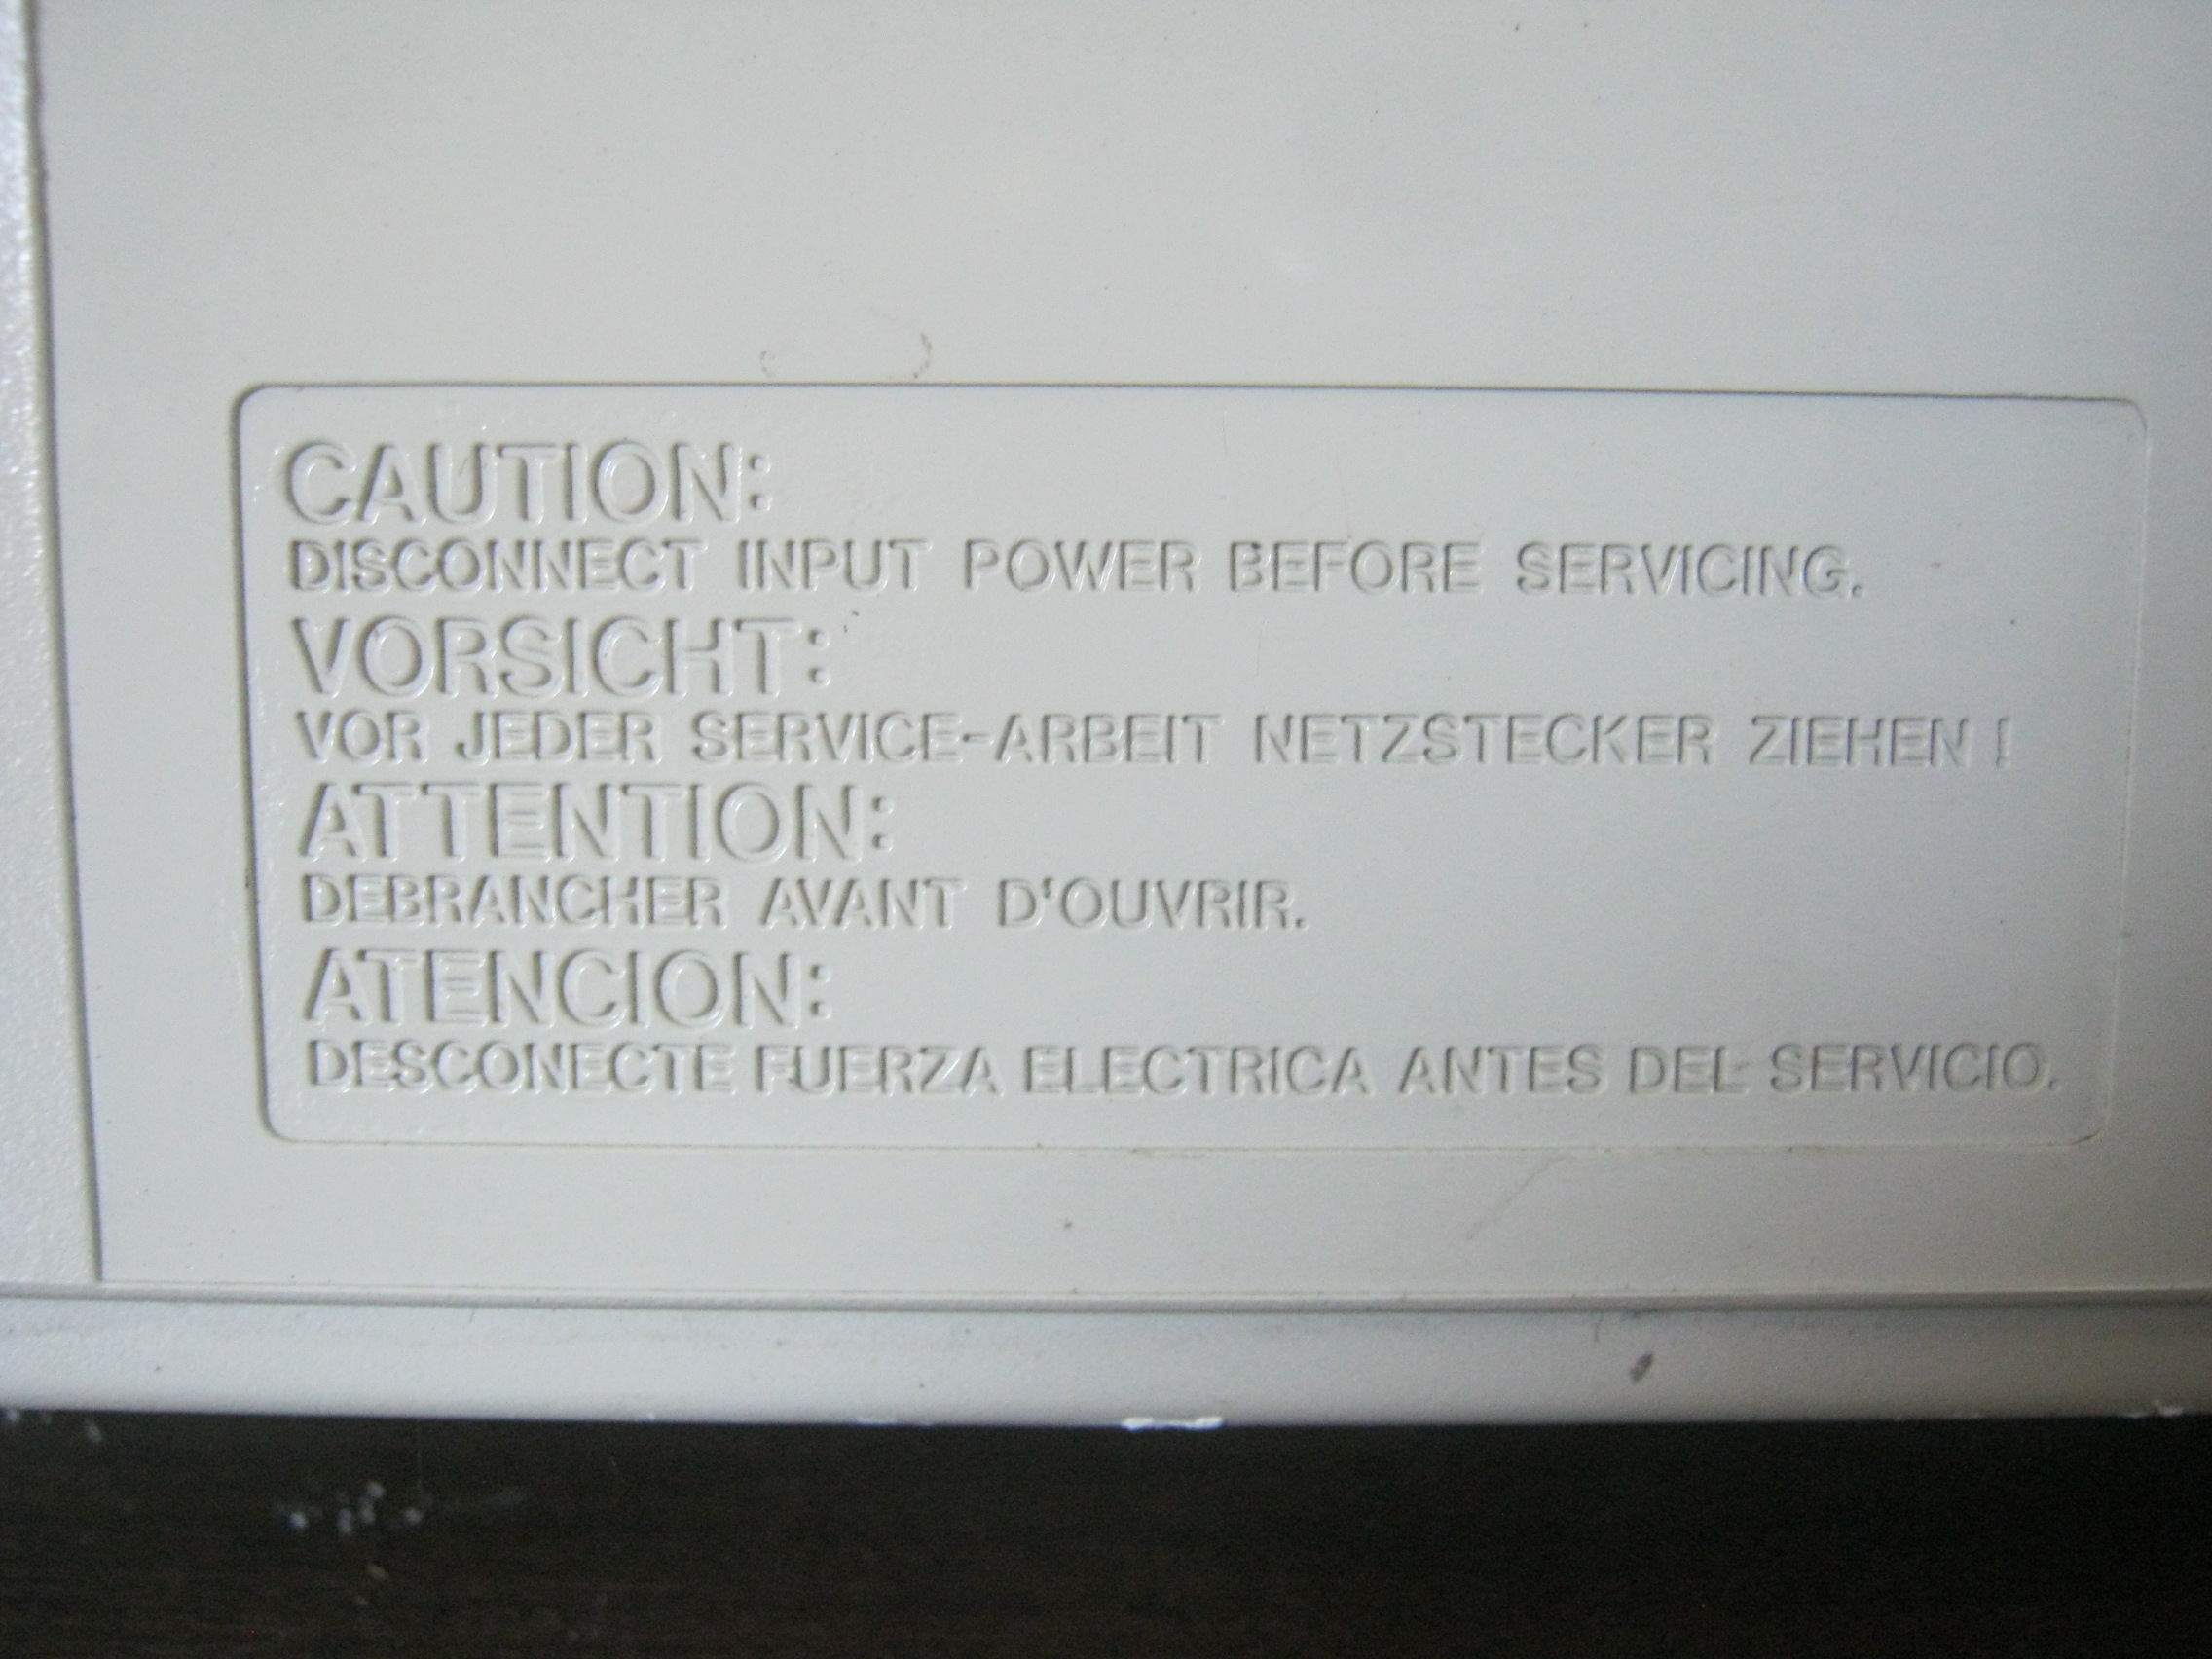 CAUTION:
DISCONNECT INPUT POWER BEFORE SERVICING.
VORSICHT:
VOR JEDER SERVICE-ARBEIT NETZSTECKER ZIEHEN !
ATTENTION:
DEBRANCHER AVANT D'OUVRIR.
ATENCION:
DESCONECTE FUERZA ELECTRICA ANTES DEL SERVICIO.